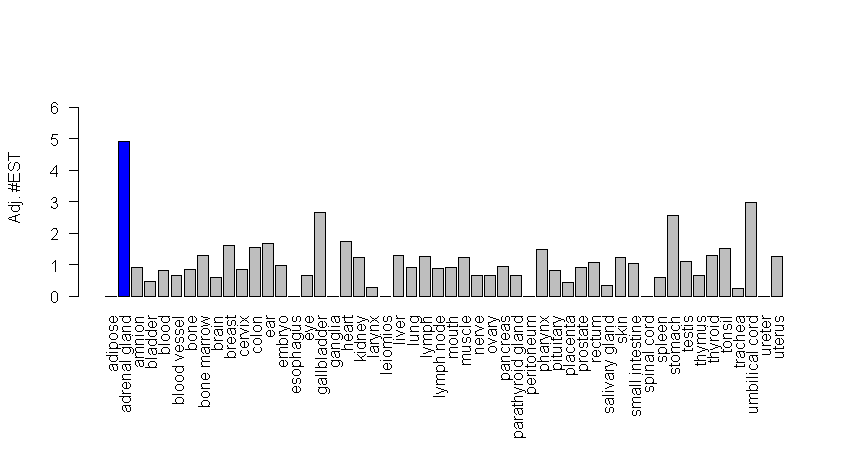 Adj. #EST
6
5
4
3
2
1
0
adipose
adrenal gland
amnion
bladder
blood
blood vessel
bone
bone marrow
brain
breast
cervix
colon
ear
embryo
esophagus
eye
gallbladder
ganglia
heart
kidney
larynx
leiomios
liver
lung
lymph
lymph node
mouth
muscle
nerve
ovary
pancreas
parathyroid gland
peritoneum
pharynx
pituitary
placenta
prostate
rectum
salivary gland
skin
small intestine
spinal cord
spleen
stomach
testis
thymus
thyroid
tonsil
trachea
umbilical cord
ureter
uterus